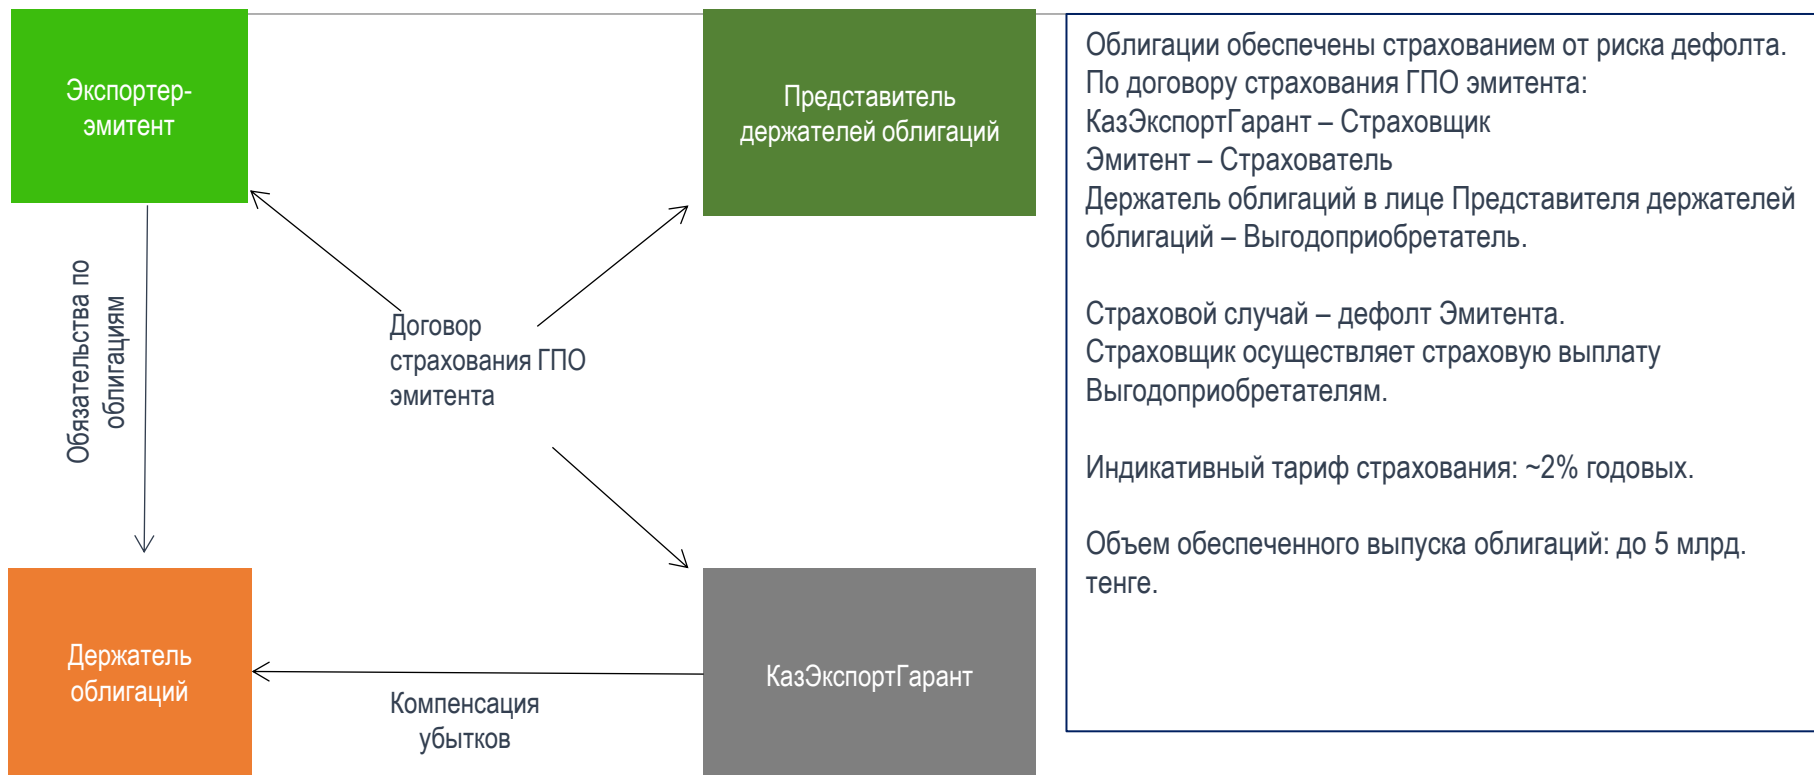 Экспортер-
эмитент
Представитель
держателей облигаций
Обязательства по
облигациям
Договор
страхования ГПО
эмитента
Держатель
облигаций
Компенсация
убытков
КазЭкспортГарант
Облигации обеспечены страхованием от риска дефолта.
По договору страхования ГПО эмитента:
КазЭкспортГарант – Страховщик
Эмитент – Страхователь
Держатель облигаций в лице Представителя держателей
облигаций – Выгодоприобретатель.
Страховой случай – дефолт Эмитента.
Страховщик осуществляет страховую выплату
Выгодоприобретателям.
Индикативный тариф страхования: ~2% годовых.
Объем обеспеченного выпуска облигаций: до 5 млрд.
тенге.